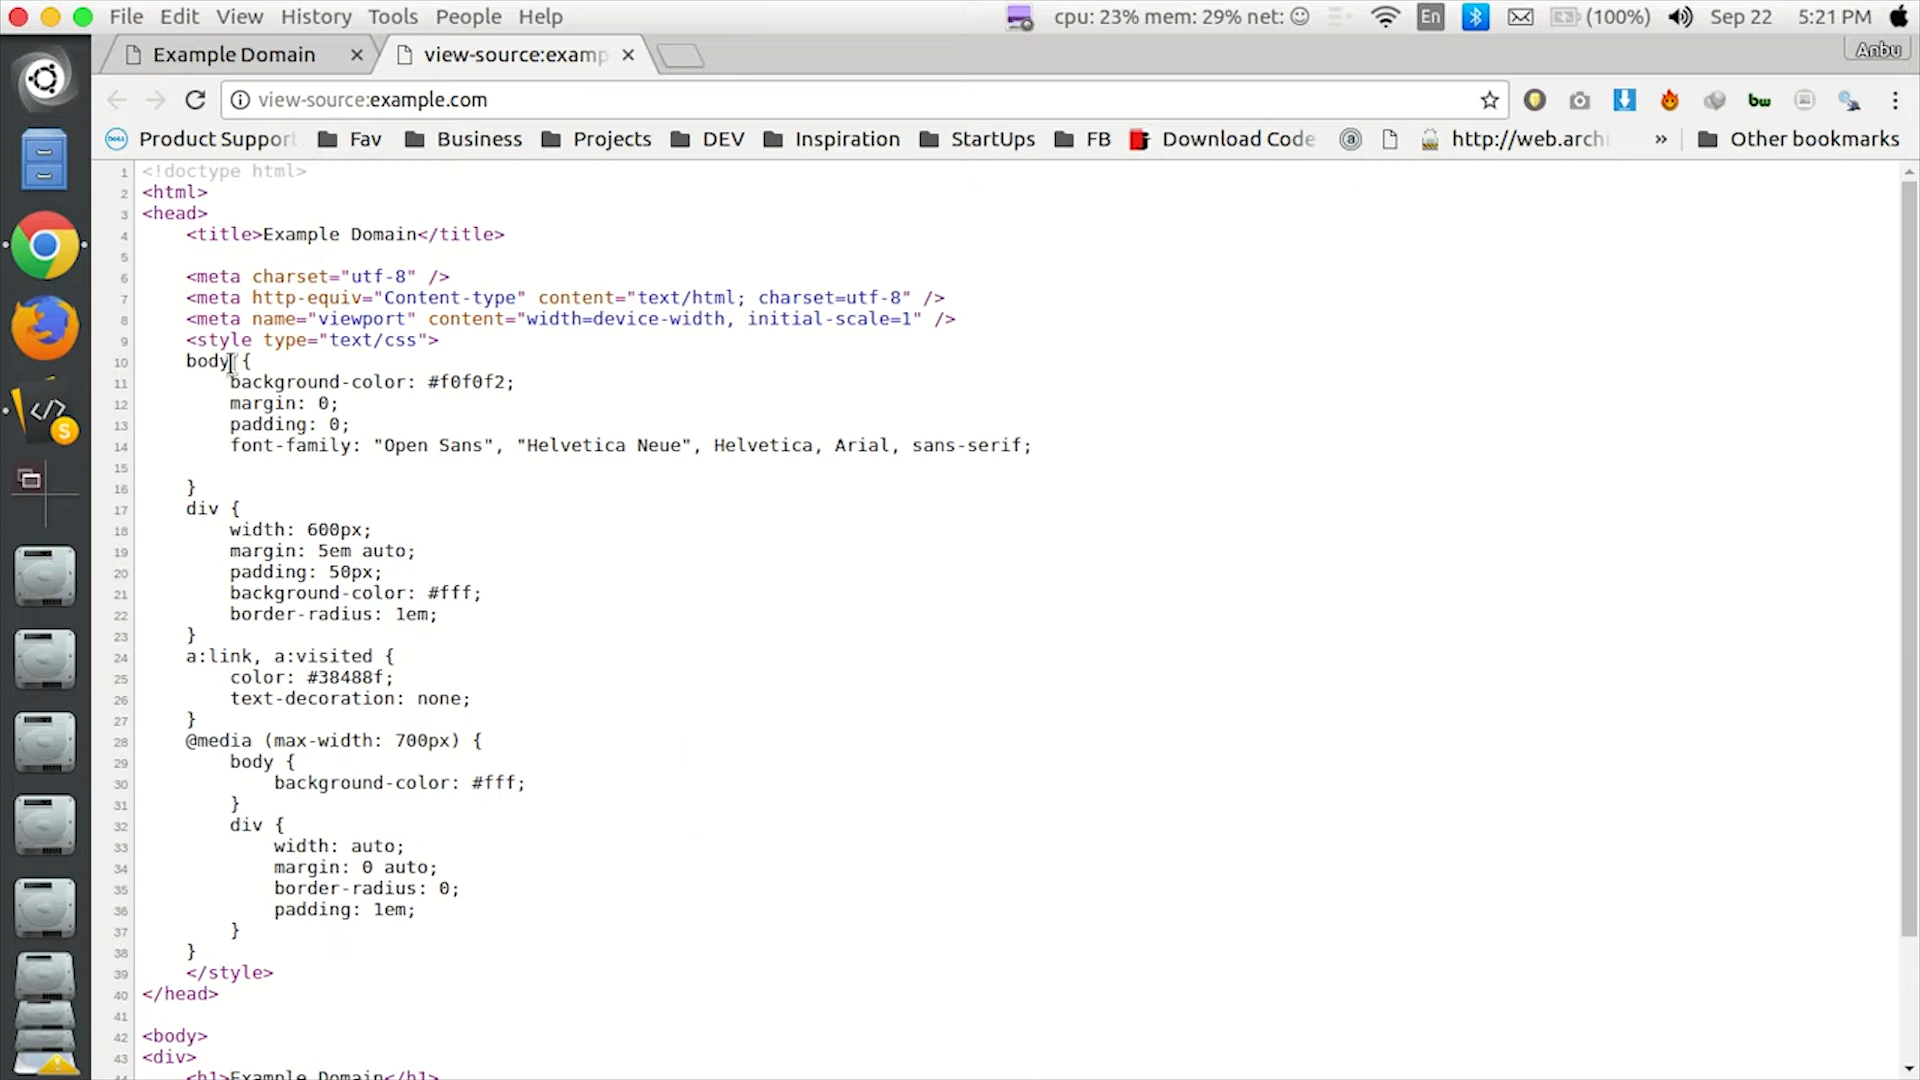 File Edit View History Tools People Help cpu: 23% mem: 29% net: En (100%) Sep 22 5:21 PM
Example Domain view-source:examp Anbu
view-source:example.com bw
Product Support Fav Business Projects DEV Inspiration StartUps FB Download Code http://web.archi » Other bookmarks
1 <!doctype html>
2 <html>
3 <head>
4 <title>Example Domain</title>
5
6 <meta charset="utf-8" />
7 <meta http-equiv="Content-type" content="text/html; charset=utf-8" />
8 <meta name="viewport" content="width=device-width, initial-scale=1" />
9 <style type="text/css">
10 body {
11 background-color: #f0f0f2;
12 margin: 0;
13 padding: 0;
14 font-family: "Open Sans", "Helvetica Neue", Helvetica, Arial, sans-serif;
15
16 }
17 div {
18 width: 600px;
19 margin: 5em auto;
20 padding: 50px;
21 background-color: #fff;
22 border-radius: 1em;
23 }
24 a:link, a:visited {
25 color: #38488f;
26 text-decoration: none;
27 }
28 @media (max-width: 700px) {
29 body {
30 background-color: #fff;
31 }
32 div {
33 width: auto;
34 margin: 0 auto;
35 border-radius: 0;
36 padding: 1em;
37 }
38 }
39 </style>
40 </head>
41
42 <body>
43 <div>
44 <h1>Example Domain</h1>